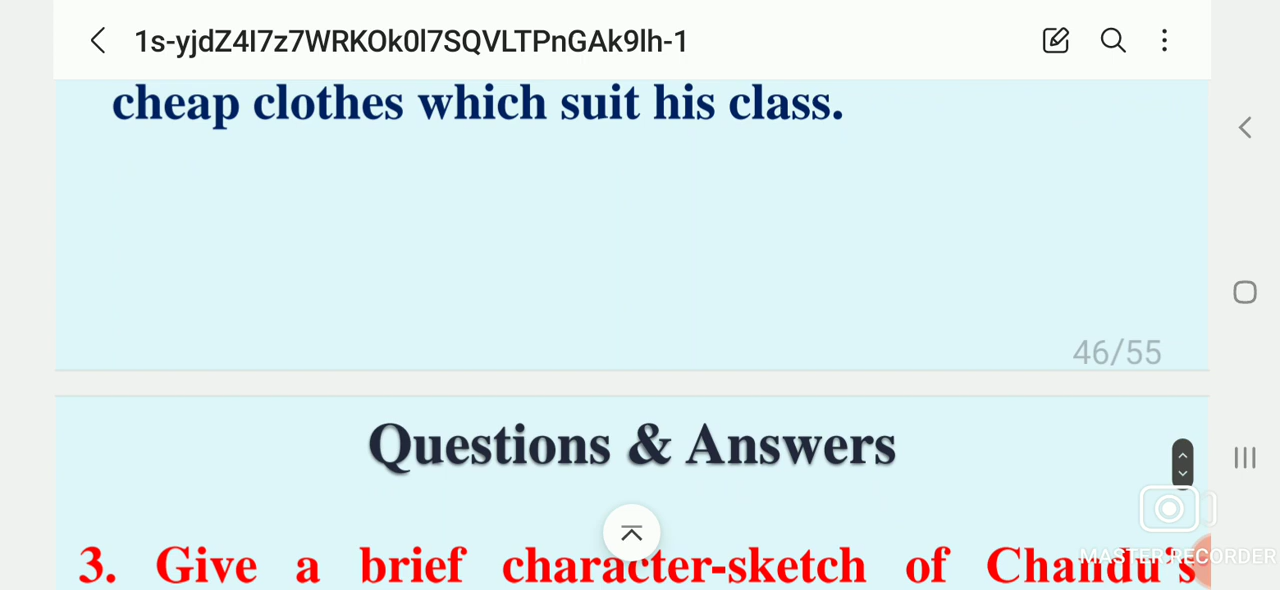 1s-yjdZ4I7z7WRKOk0l7SQVLTPnGAk9lh-1
cheap clothes which suit his class.
46/55
Questions & Answers
3. Give a brief character-sketch of Chandu's
MASTER RECORDER